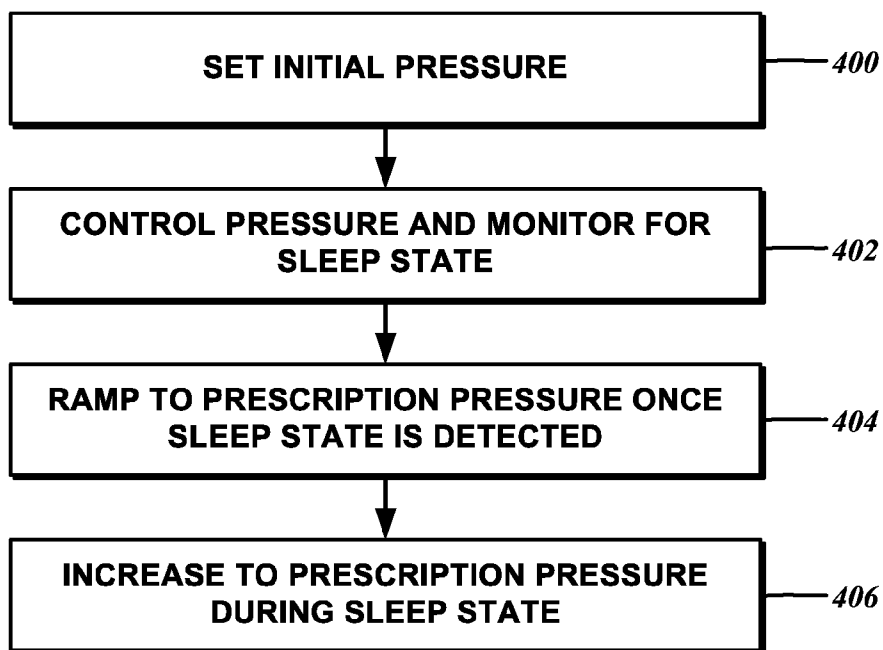 SET INITIAL PRESSURE
400
CONTROL PRESSURE AND MONITOR FOR
SLEEP STATE
402
RAMP TO PRESCRIPTION PRESSURE ONCE
SLEEP STATE IS DETECTED
404
INCREASE TO PRESCRIPTION PRESSURE
DURING SLEEP STATE
406